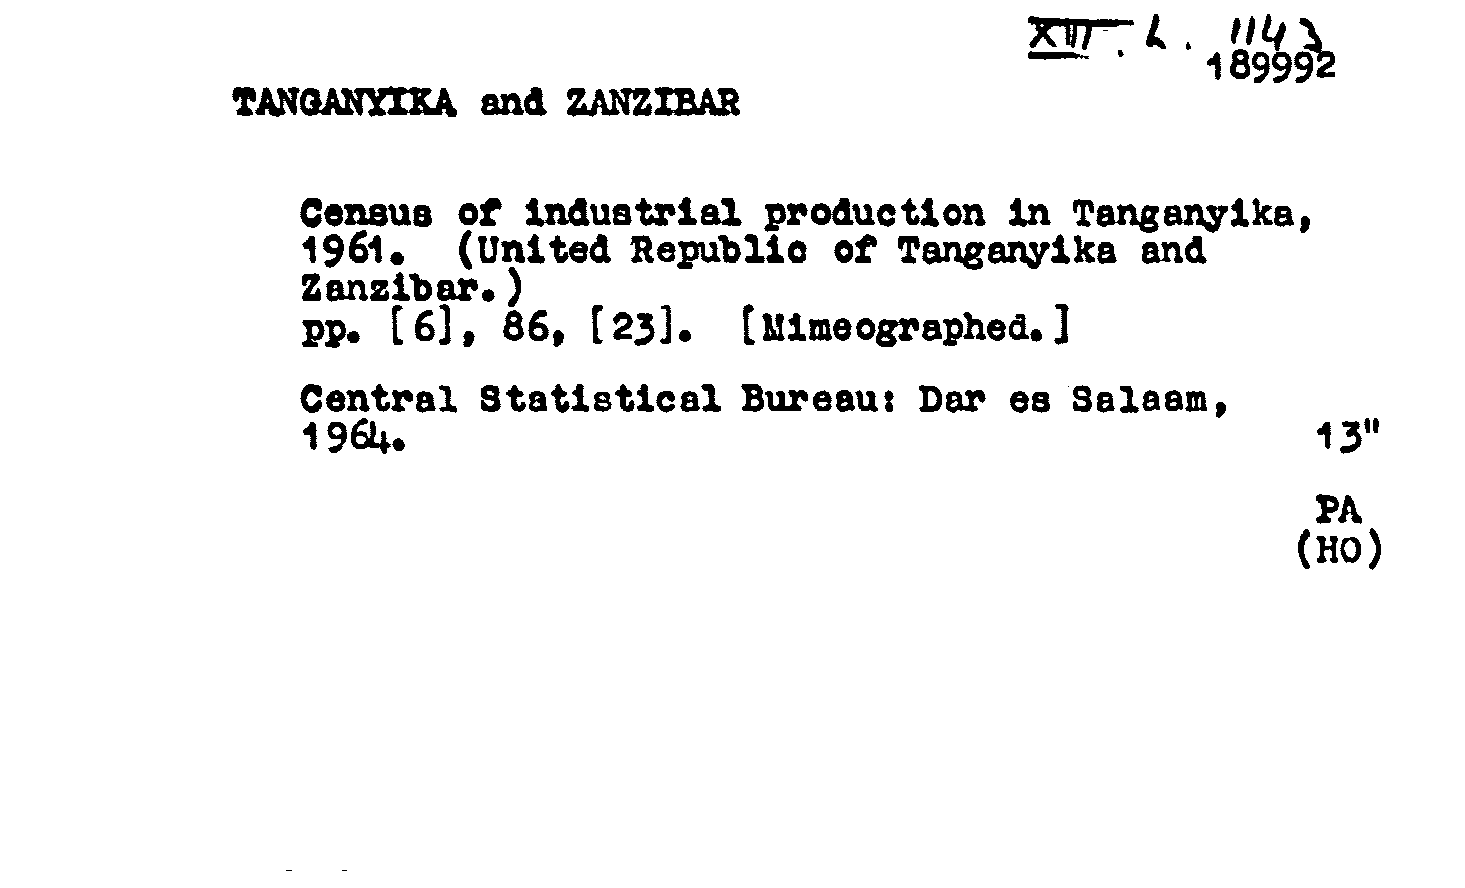 XIII. L. 1143
189992
TANGANYIKA and ZANZIBAR
Census of industrial production in Tanganyika,
1961. (United Republic of Tanganyika and
Zanzibar.)
pp. [6], 86, [23]. [Mimeographed.]
Central Statistical Bureau: Dar es Salaam,
1964.
13"
PA
(HO)